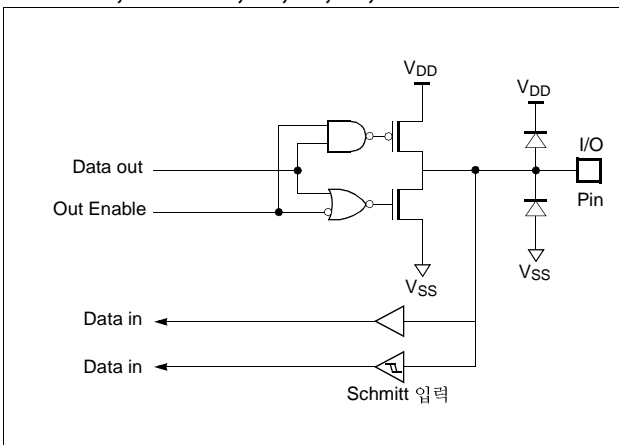 VDD
VDD
I/O
Data out
Out Enable
Pin
VSS
VSS
Data in
Data in
Schmitt 입력